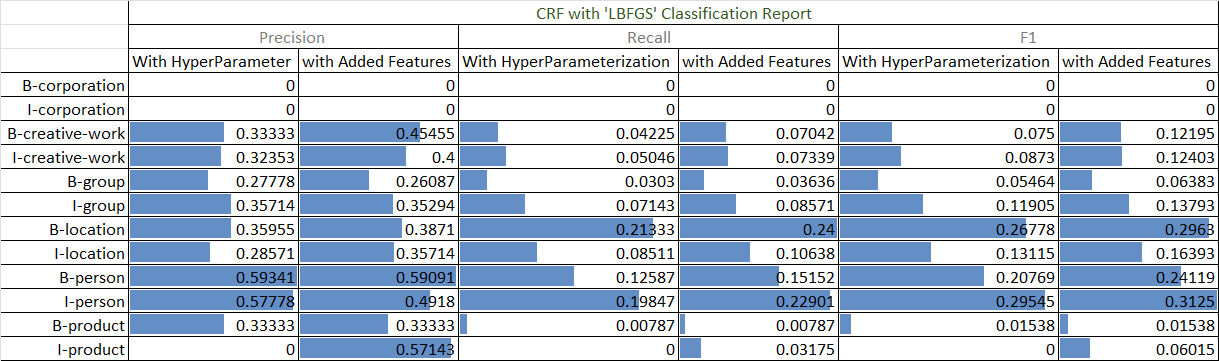 CRF with 'LBFGS' Classification Report
Precision Recall F1
With HyperParameter with Added Features With HyperParameterization with Added Features With HyperParameterization with Added Features
B-corporation 0 0 0 0 0 0
I-corporation 0 0 0 0 0 0
B-creative-work 0.33333 0.45455 0.04225 0.07042 0.075 0.12195
I-creative-work 0.32353 0.4 0.05046 0.07339 0.0873 0.12403
B-group 0.27778 0.26087 0.0303 0.03636 0.05464 0.06383
I-group 0.35714 0.35294 0.07143 0.08571 0.11905 0.13793
B-location 0.35955 0.3871 0.21333 0.24 0.26778 0.2963
I-location 0.28571 0.35714 0.08511 0.10638 0.13115 0.16393
B-person 0.59341 0.59091 0.12587 0.15152 0.20769 0.24119
I-person 0.57778 0.4918 0.19847 0.22901 0.29545 0.3125
B-product 0.33333 0.33333 0.00787 0.00787 0.01538 0.01538
I-product 0 0.57143 0 0.03175 0 0.06015